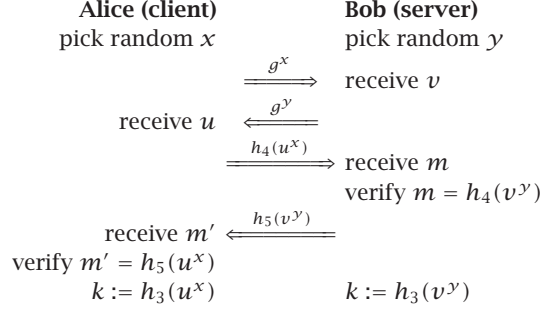 Alice (client) Bob (server)
pick random x pick random y
g^x
receive v
g^y
receive u
h_4(u^x)
receive m
verify m = h_4(v^y)
h_5(v^y)
receive m′
verify m′ = h_5(u^x)
k := h_3(u^x) k := h_3(v^y)